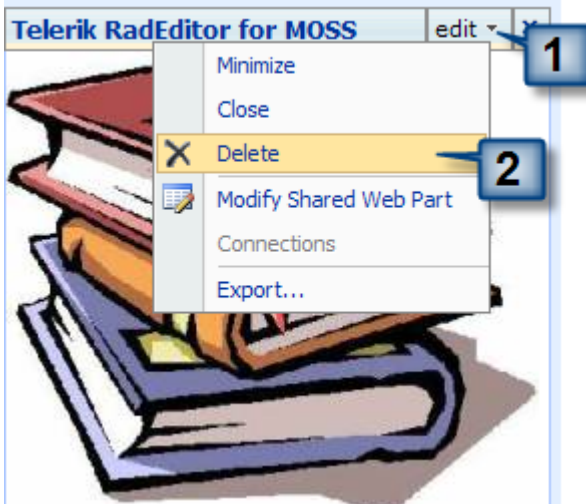 Telerik RadEditor for MOSS edit
1
Minimize
Close
Delete
2
Modify Shared Web Part
Connections
Export...